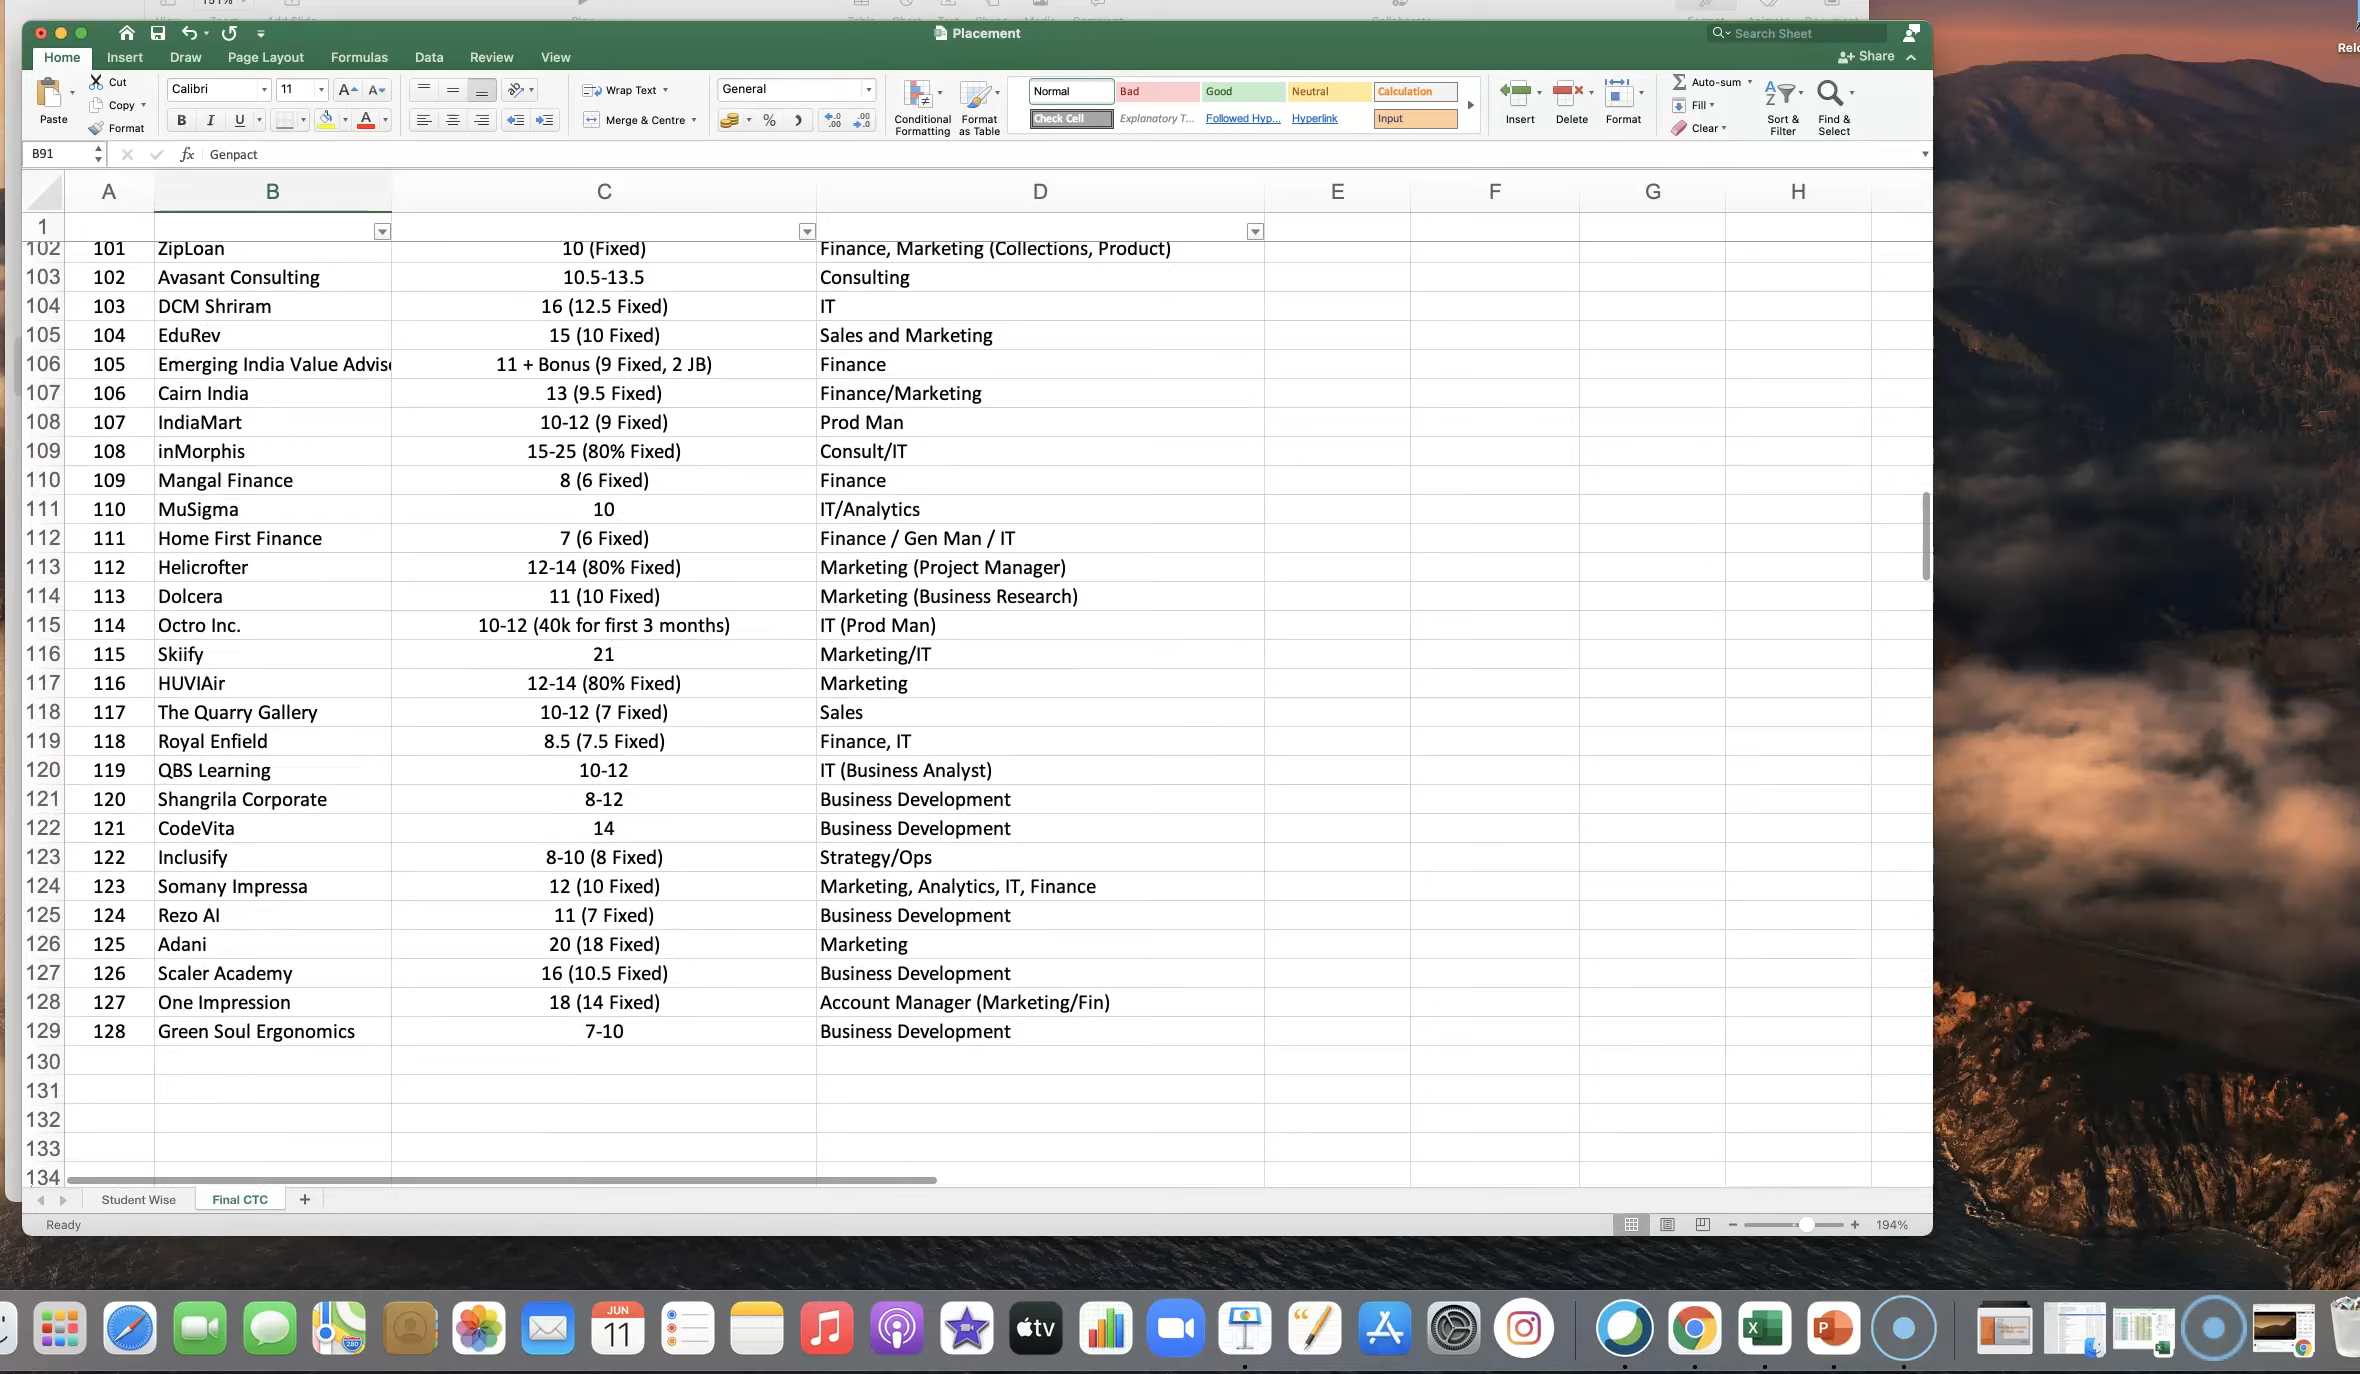 151%
Placement
Search Sheet
Home Insert Draw Page Layout Formulas Data Review View
Share
Paste
Cut
Copy
Format
Calibri 11
General
Wrap Text
Merge & Centre
Conditional Formatting
Format as Table
Normal Bad Good Neutral Calculation
Check Cell Explanatory T... Followed Hyp... Hyperlink Input
Insert Delete Format
Auto-sum
Fill
Clear
Sort & Filter
Find & Select
B91 fx Genpact
A B C D E F G H
1
102 101 ZipLoan 10 (Fixed) Finance, Marketing (Collections, Product)
103 102 Avasant Consulting 10.5-13.5 Consulting
104 103 DCM Shriram 16 (12.5 Fixed) IT
105 104 EduRev 15 (10 Fixed) Sales and Marketing
106 105 Emerging India Value Advis 11 + Bonus (9 Fixed, 2 JB) Finance
107 106 Cairn India 13 (9.5 Fixed) Finance/Marketing
108 107 IndiaMart 10-12 (9 Fixed) Prod Man
109 108 inMorphis 15-25 (80% Fixed) Consult/IT
110 109 Mangal Finance 8 (6 Fixed) Finance
111 110 MuSigma 10 IT/Analytics
112 111 Home First Finance 7 (6 Fixed) Finance / Gen Man / IT
113 112 Helicrofter 12-14 (80% Fixed) Marketing (Project Manager)
114 113 Dolcera 11 (10 Fixed) Marketing (Business Research)
115 114 Octro Inc. 10-12 (40k for first 3 months) IT (Prod Man)
116 115 Skiify 21 Marketing/IT
117 116 HUVIAir 12-14 (80% Fixed) Marketing
118 117 The Quarry Gallery 10-12 (7 Fixed) Sales
119 118 Royal Enfield 8.5 (7.5 Fixed) Finance, IT
120 119 QBS Learning 10-12 IT (Business Analyst)
121 120 Shangrila Corporate 8-12 Business Development
122 121 CodeVita 14 Business Development
123 122 Inclusify 8-10 (8 Fixed) Strategy/Ops
124 123 Somany Impressa 12 (10 Fixed) Marketing, Analytics, IT, Finance
125 124 Rezo AI 11 (7 Fixed) Business Development
126 125 Adani 20 (18 Fixed) Marketing
127 126 Scaler Academy 16 (10.5 Fixed) Business Development
128 127 One Impression 18 (14 Fixed) Account Manager (Marketing/Fin)
129 128 Green Soul Ergonomics 7-10 Business Development
130
131
132
133
134
Student Wise Final CTC +
Ready
194%
JUN
11
tv
280